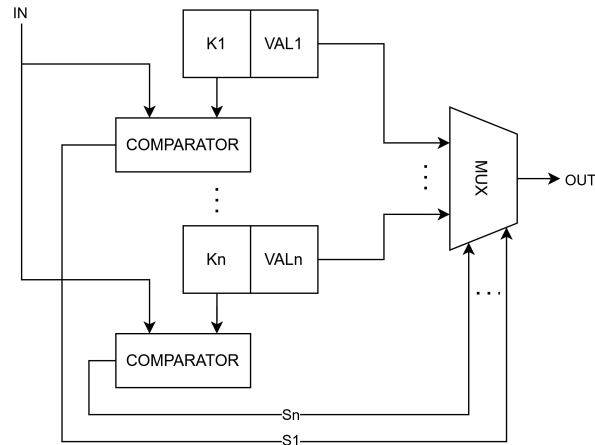 IN
K1 VAL1
COMPARATOR
MUX
OUT
Kn VALn
COMPARATOR
Sn
S1